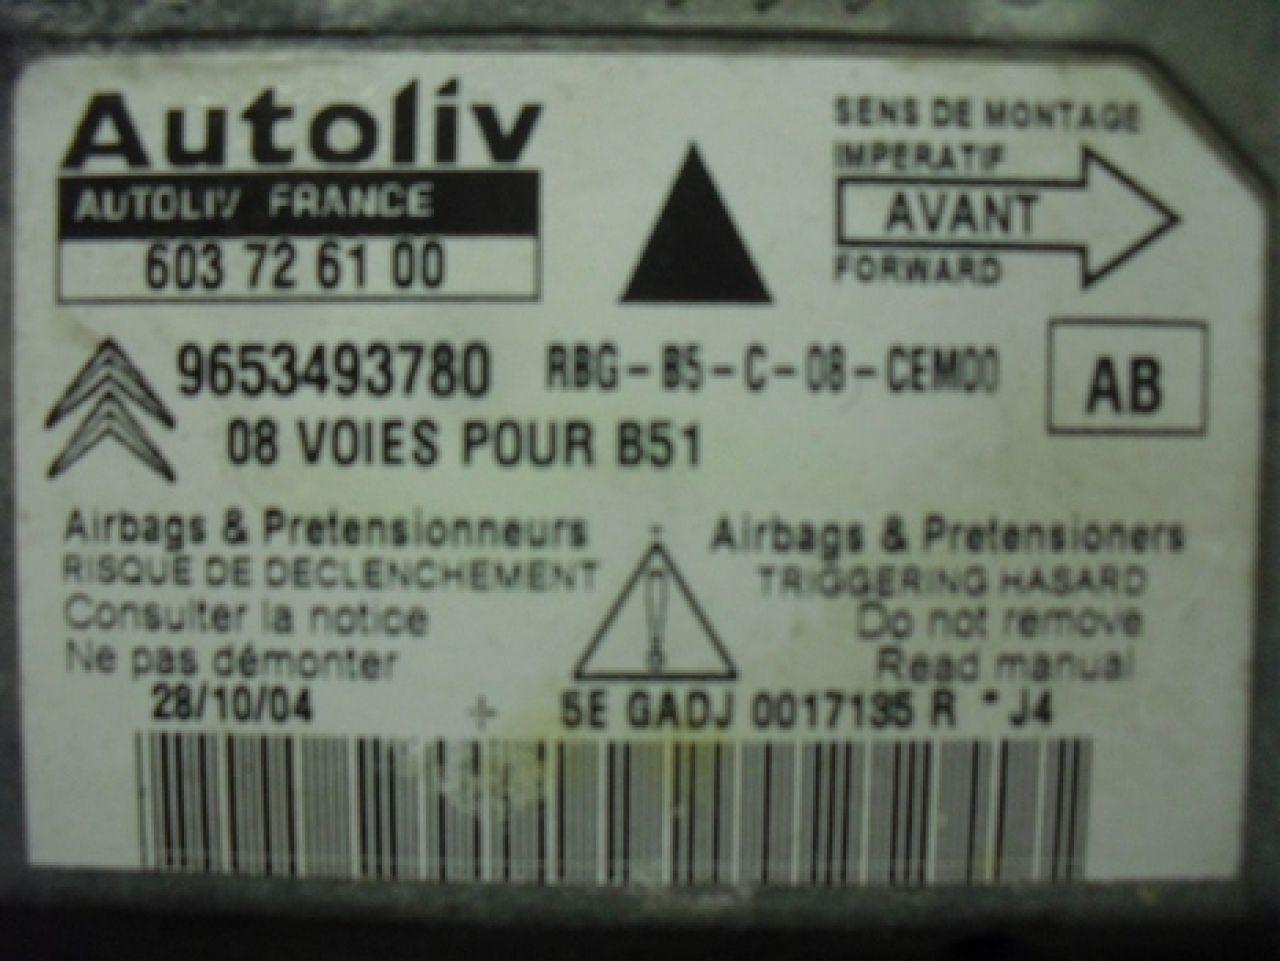 Autoliv
AUTOLIV FRANCE
603 72 61 00
SENS DE MONTAGE
IMPERATIF
AVANT
FORWARD
9653493780 RBG-B5-C-08-CEM00
AB
08 VOIES POUR B51
Airbags & Pretensionneurs
RISQUE DE DECLENCHEMENT
Consulter la notice
Ne pas démonter
Airbags & Pretensioners
TRIGGERING HASARD
Do not remove
Read manual
28/10/04 + 5E GADJ 0017135 R - J4